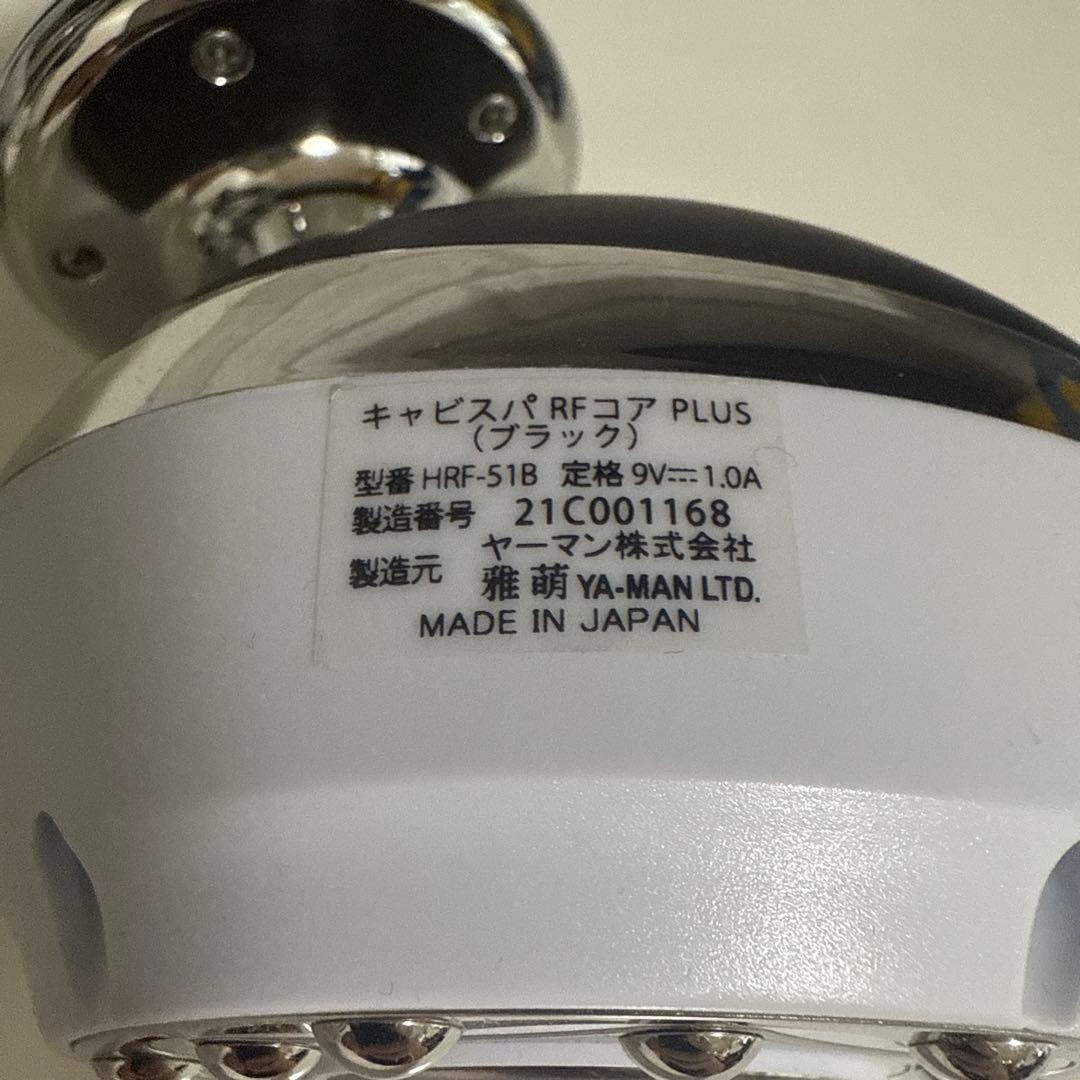 キャビスパ RFコア PLUS
（ブラック）
型番 HRF-51B 定格 9V⎓1.0A
製造番号 21C001168
製造元 ヤーマン株式会社
雅萌 YA-MAN LTD.
MADE IN JAPAN